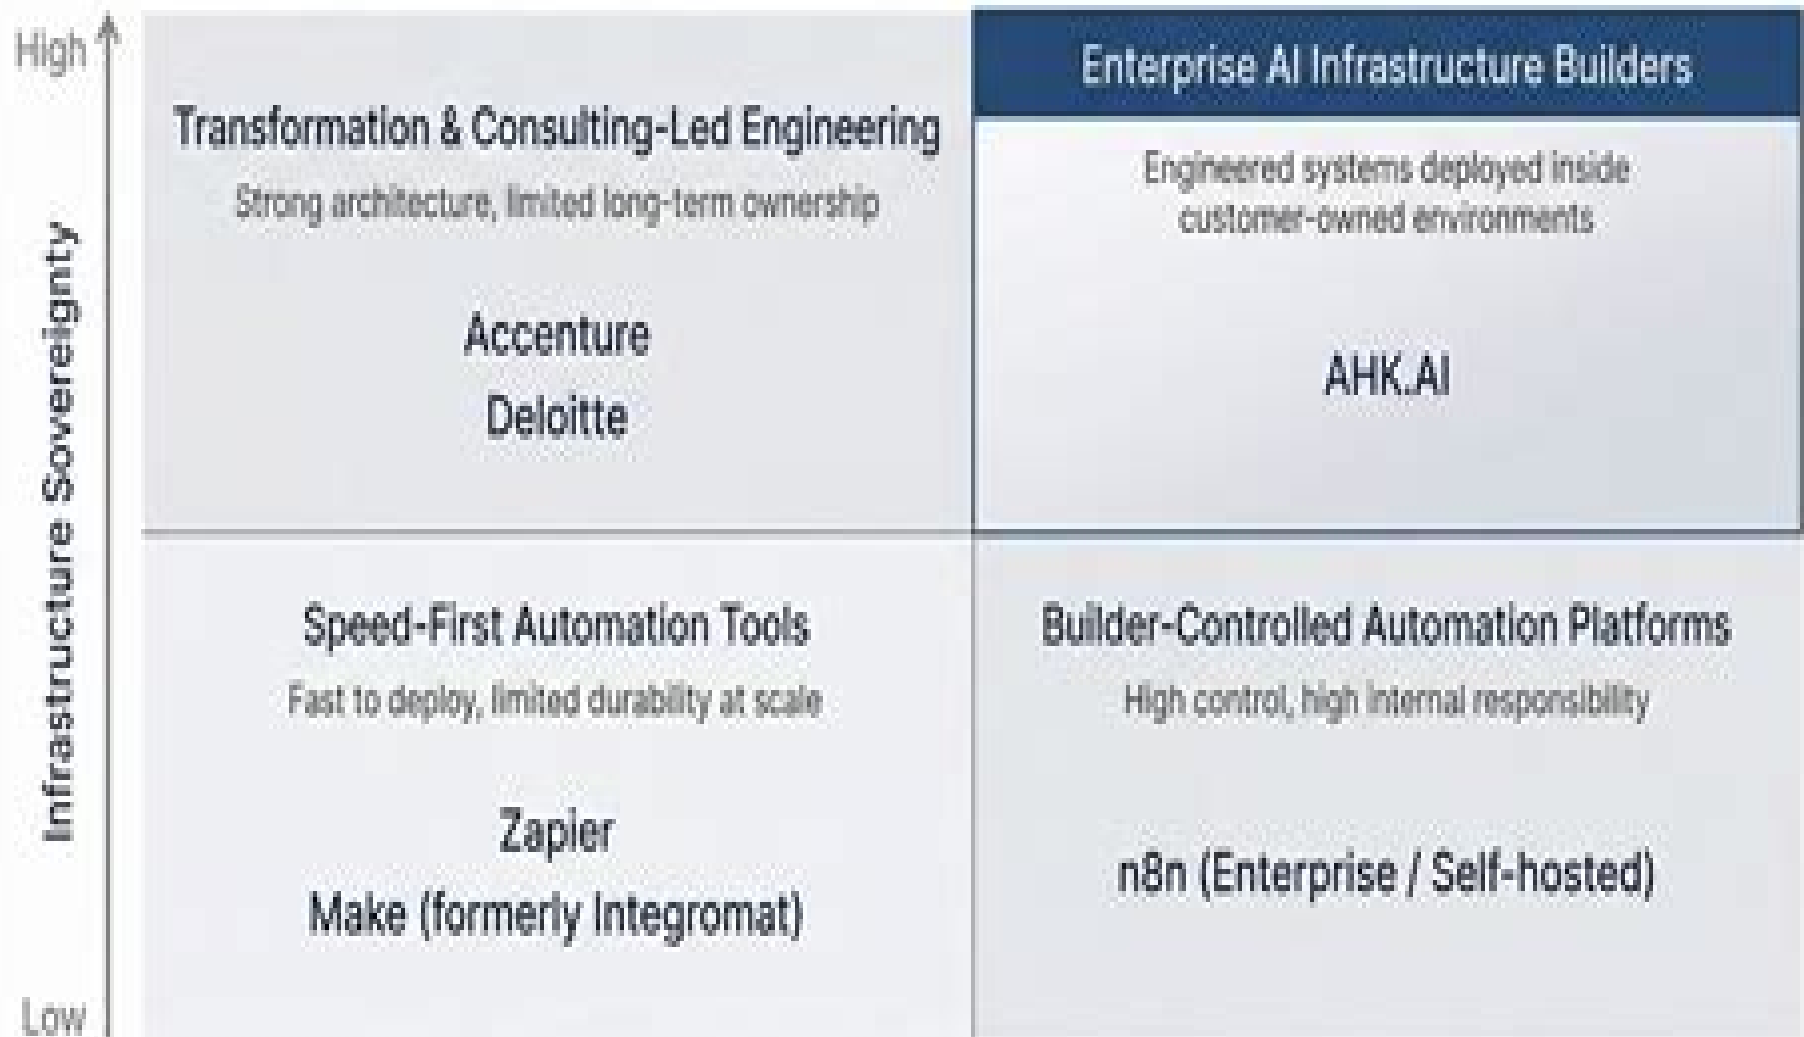 High
Infrastructure Sovereignty
Low
Transformation & Consulting-Led Engineering
Strong architecture, limited long-term ownership
Accenture
Deloitte
Enterprise AI Infrastructure Builders
Engineered systems deployed inside
customer-owned environments
AHK.AI
Speed-First Automation Tools
Fast to deploy, limited durability at scale
Zapier
Make (formerly Integromat)
Builder-Controlled Automation Platforms
High control, high internal responsibility
n8n (Enterprise / Self-hosted)